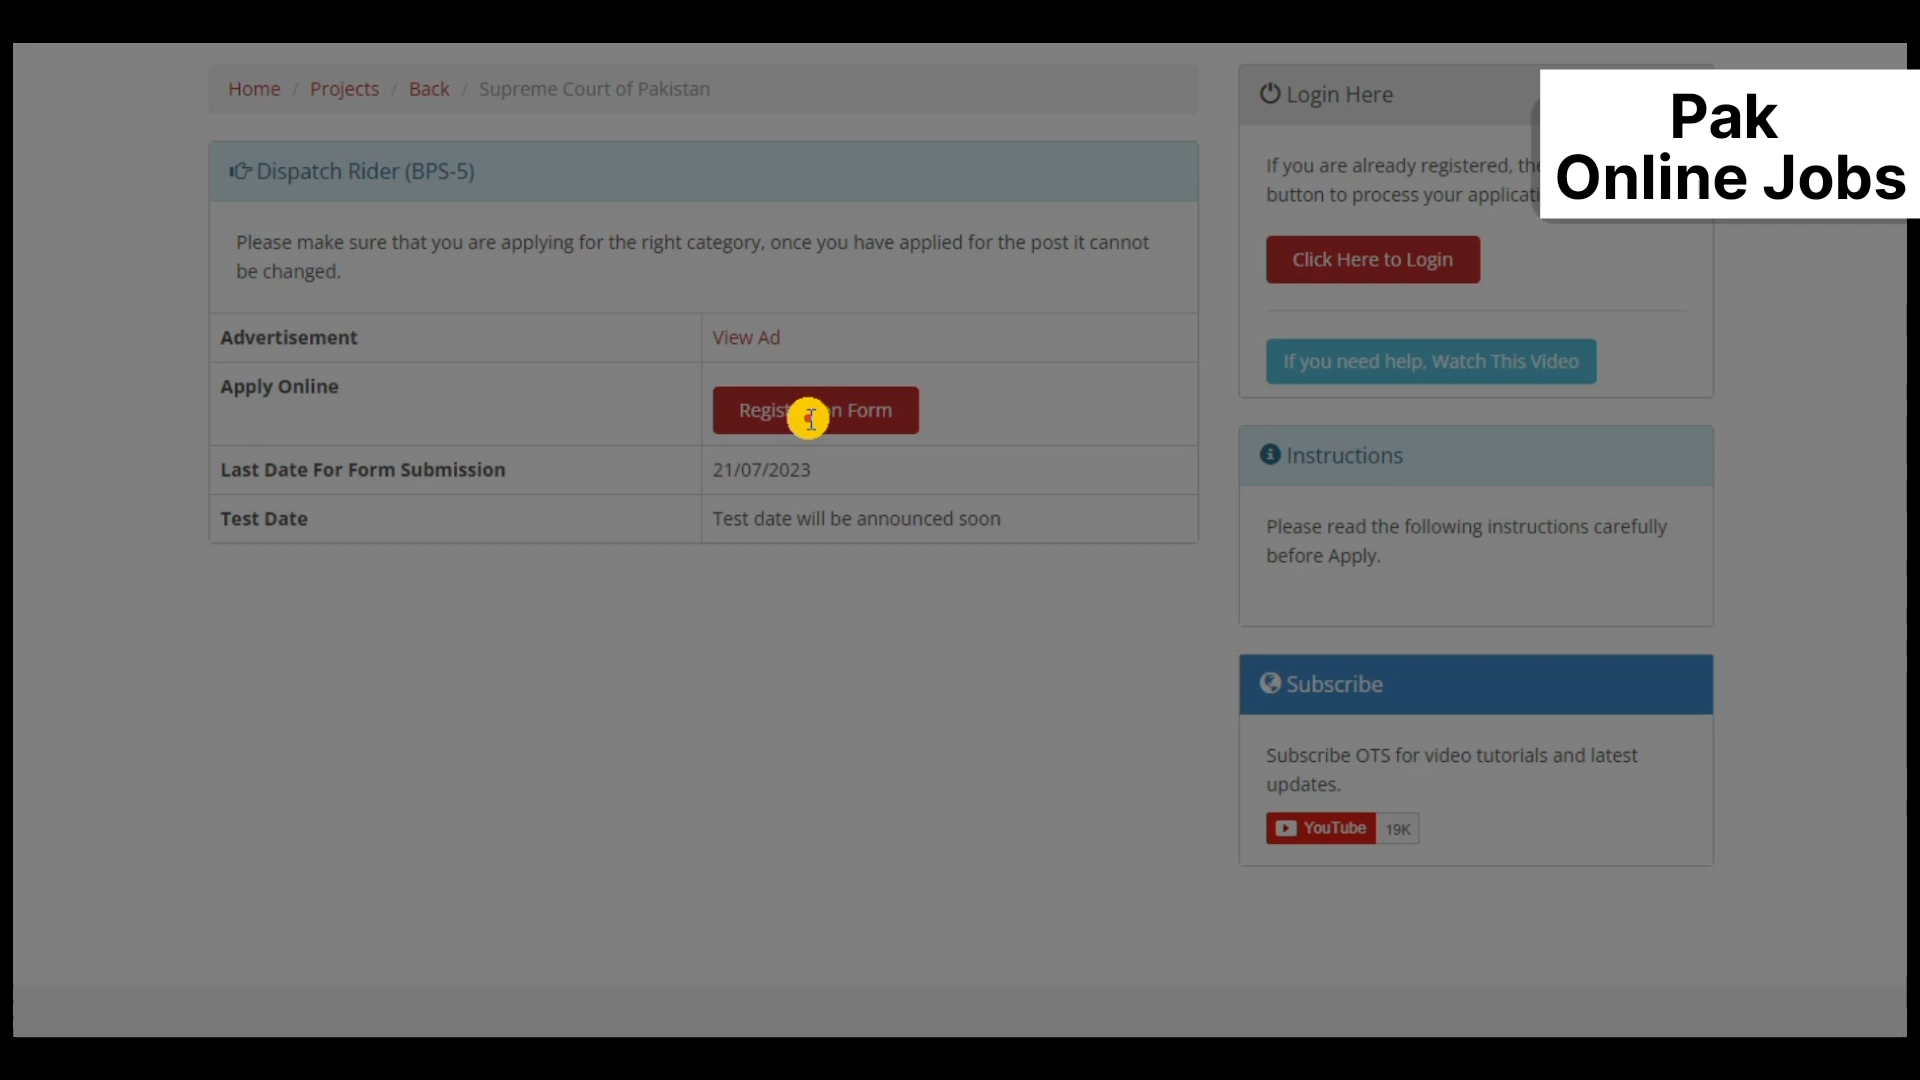 Home / Projects / Back / Supreme Court of Pakistan
Dispatch Rider (BPS-5)
Please make sure that you are applying for the right category, once you have applied for the post it cannot
be changed.
Advertisement View Ad
Apply Online Form
Last Date For Form Submission 21/07/2023
Test Date Test date will be announced soon
Login Here
If you are already registered,
button to process your
Click Here to Login
If you need help, Watch This Video
Instructions
Please read the following instructions carefully
before Apply.
Subscribe
Subscribe OTS for video tutorials and latest
updates.
YouTube 19K
Pak
Online Jobs